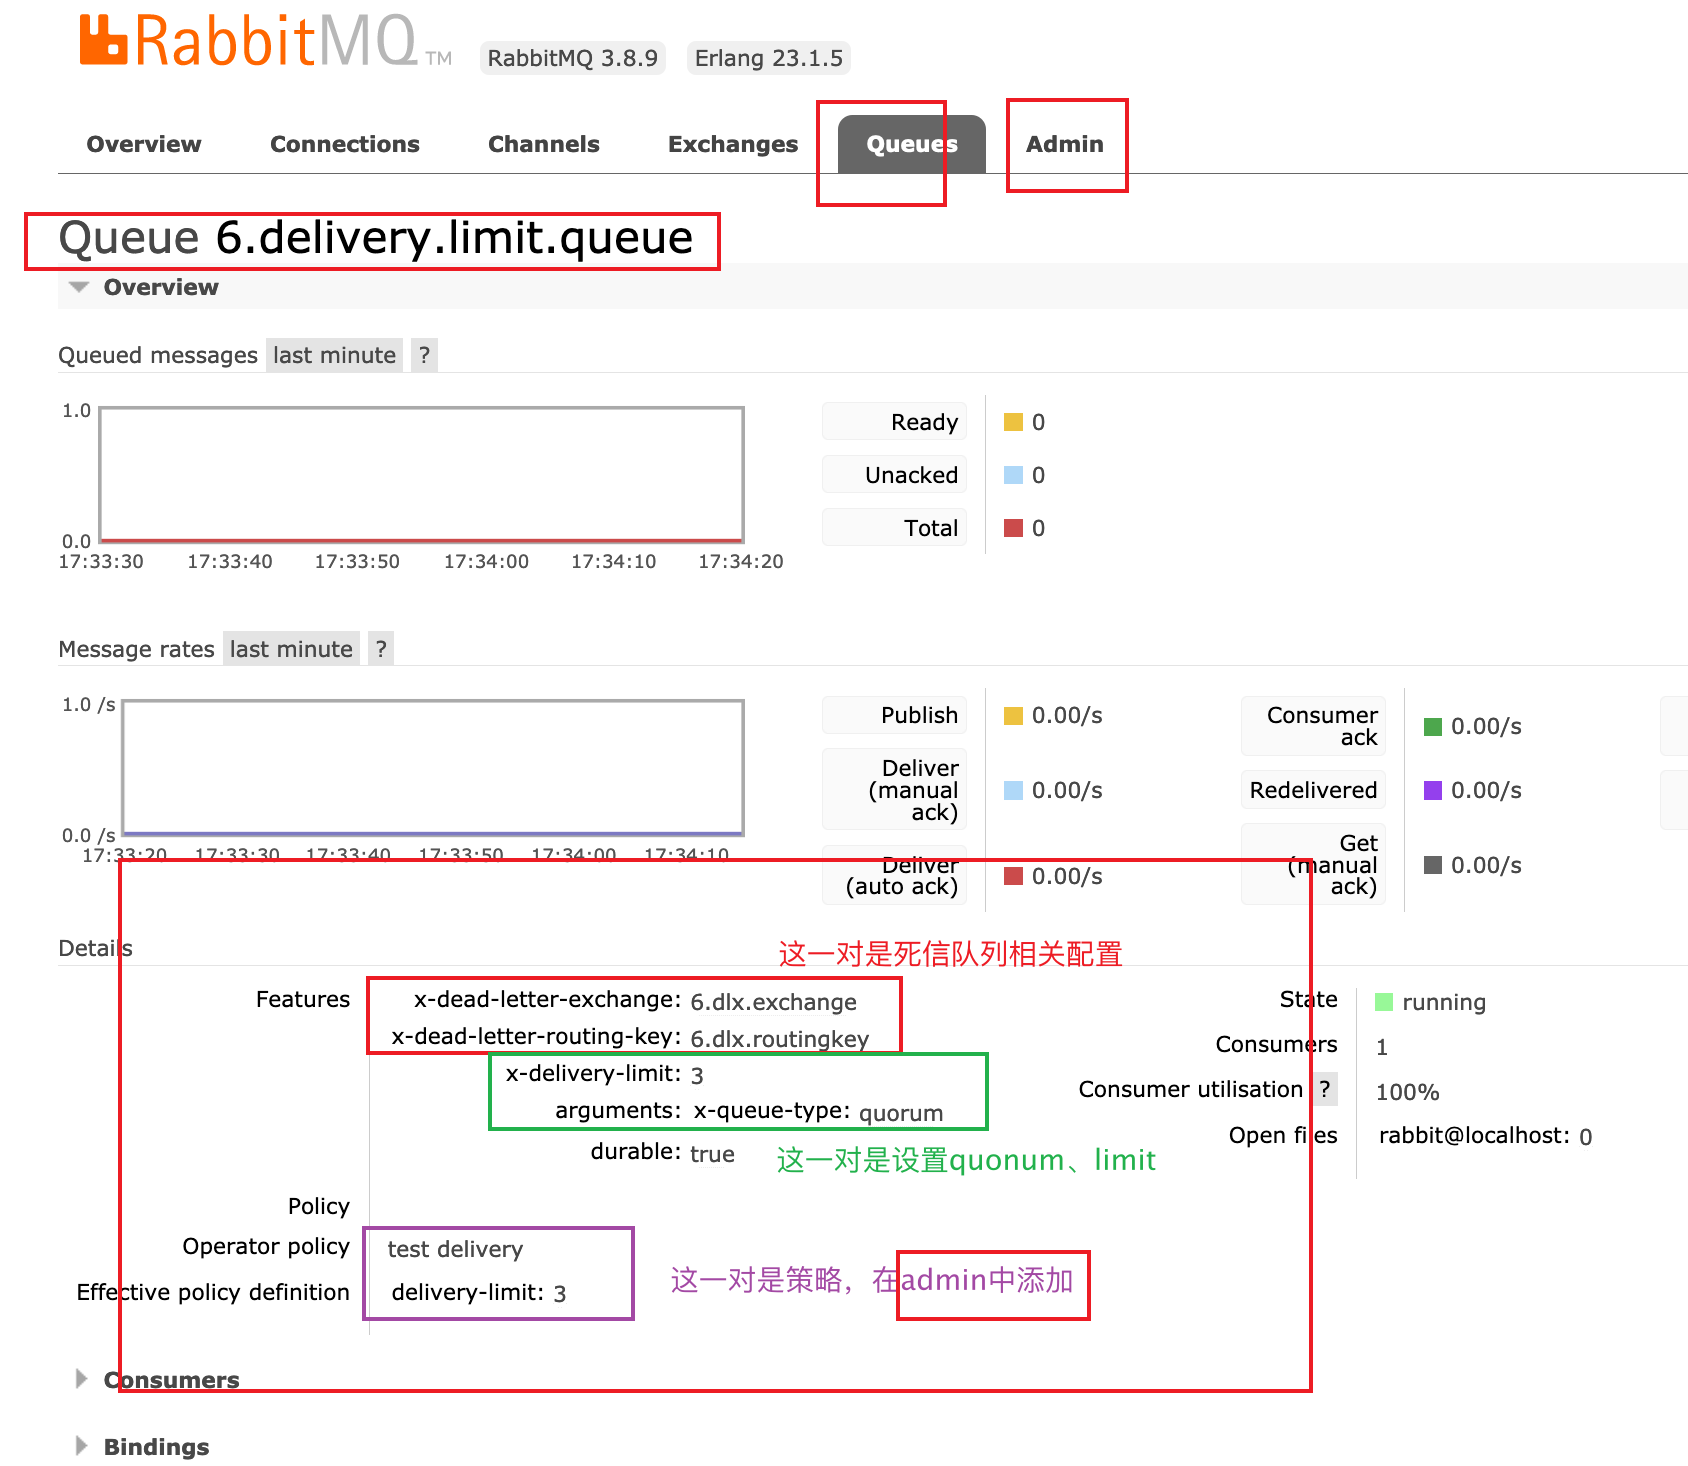 RabbitMQ TM RabbitMQ 3.8.9 Erlang 23.1.5
Overview Connections Channels Exchanges Queues Admin
Queue 6.delivery.limit.queue
Overview
Queued messages last minute ?
1.0
0.0
17:33:30 17:33:40 17:33:50 17:34:00 17:34:10 17:34:20
Ready 0
Unacked 0
Total 0
Message rates last minute ?
1.0 /s
0.0 /s
17:33:20 17:33:30 17:33:40 17:33:50 17:34:00 17:34:10
Publish 0.00/s
Deliver
(manual
ack) 0.00/s
Deliver
(auto ack) 0.00/s
Consumer
ack 0.00/s
Redelivered 0.00/s
Get
(manual
ack) 0.00/s
Details
这一对是死信队列相关配置
Features x-dead-letter-exchange: 6.dlx.exchange
x-dead-letter-routing-key: 6.dlx.routingkey
x-delivery-limit: 3
arguments: x-queue-type: quorum
durable: true
这一对是设置quonum、limit
Policy
Operator policy test delivery
Effective policy definition delivery-limit: 3
这一对是策略，在admin中添加
State running
Consumers 1
Consumer utilisation ? 100%
Open files rabbit@localhost: 0
Consumers
Bindings